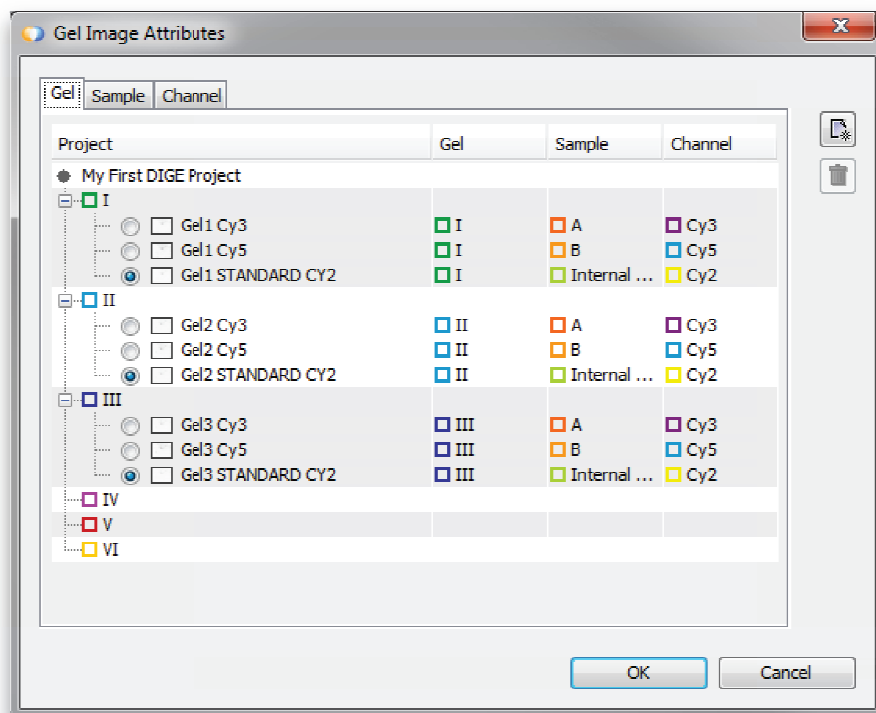 Gel Image Attributes
Gel Sample Channel
Project Gel Sample Channel
My First DIGE Project
I
Gel1 Cy3 I A Cy3
Gel1 Cy5 I B Cy5
Gel1 STANDARD CY2 I Internal ... Cy2
II
Gel2 Cy3 II A Cy3
Gel2 Cy5 II B Cy5
Gel2 STANDARD CY2 II Internal ... Cy2
III
Gel3 Cy3 III A Cy3
Gel3 Cy5 III B Cy5
Gel3 STANDARD CY2 III Internal ... Cy2
IV
V
VI
OK Cancel